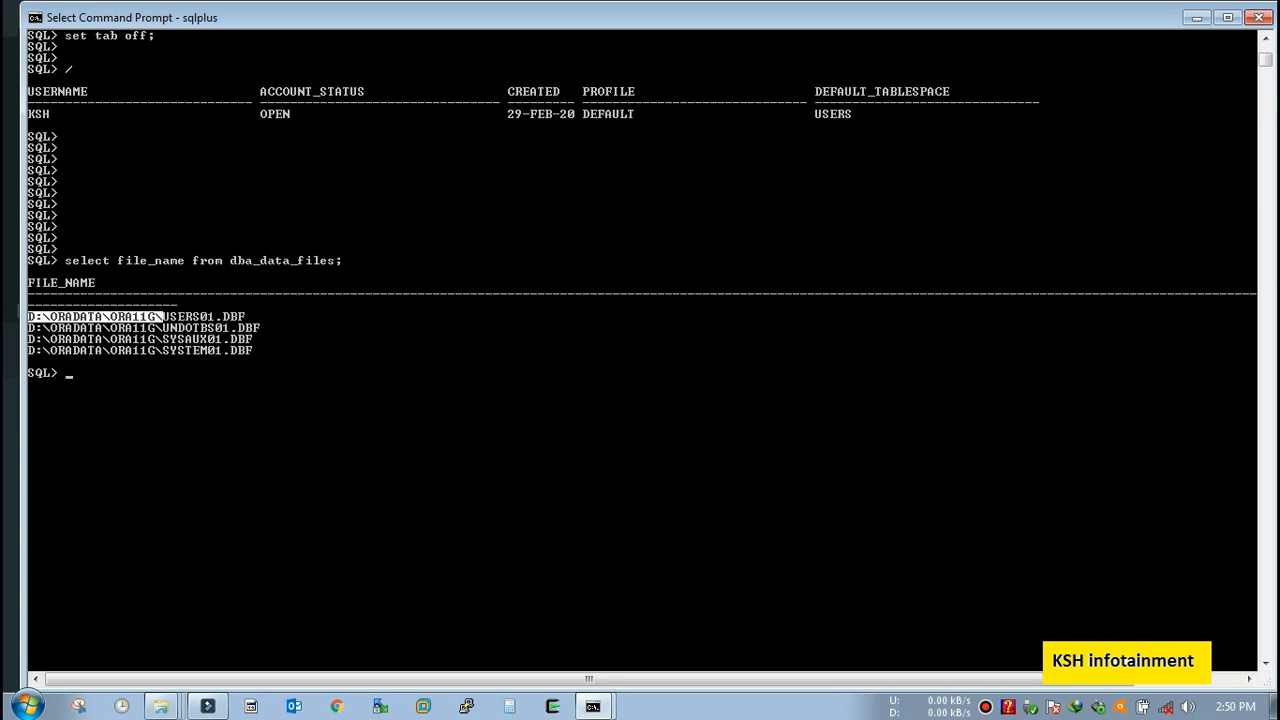 Select Command Prompt - sqlplus
SQL> set tab off;
SQL>
SQL>
SQL> /
USERNAME ACCOUNT_STATUS CREATED PROFILE DEFAULT_TABLESPACE
KSH OPEN 29-FEB-20 DEFAULT USERS
SQL>
SQL>
SQL>
SQL>
SQL>
SQL>
SQL>
SQL>
SQL>
SQL>
SQL>
SQL> select file_name from dba_data_files;
FILE_NAME
D:\ORADATA\ORA11G\USERS01.DBF
D:\ORADATA\ORA11G\UNDOTBS01.DBF
D:\ORADATA\ORA11G\SYSAUX01.DBF
D:\ORADATA\ORA11G\SYSTEM01.DBF
SQL> _
KSH infotainment
U: 0.00 kB/s
D: 0.00 kB/s
2:50 PM